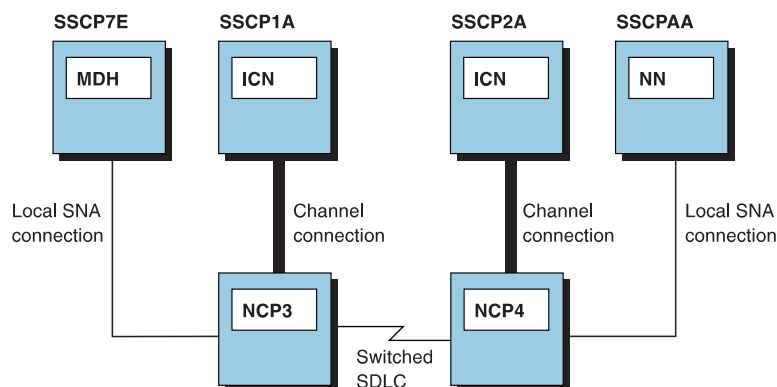 SSCP7E
SSCP1A
SSCP2A
SSCPAA
MDH
ICN
ICN
NN
Local SNA
connection
Channel
connection
Channel
connection
Local SNA
connection
NCP3
NCP4
Switched
SDLC